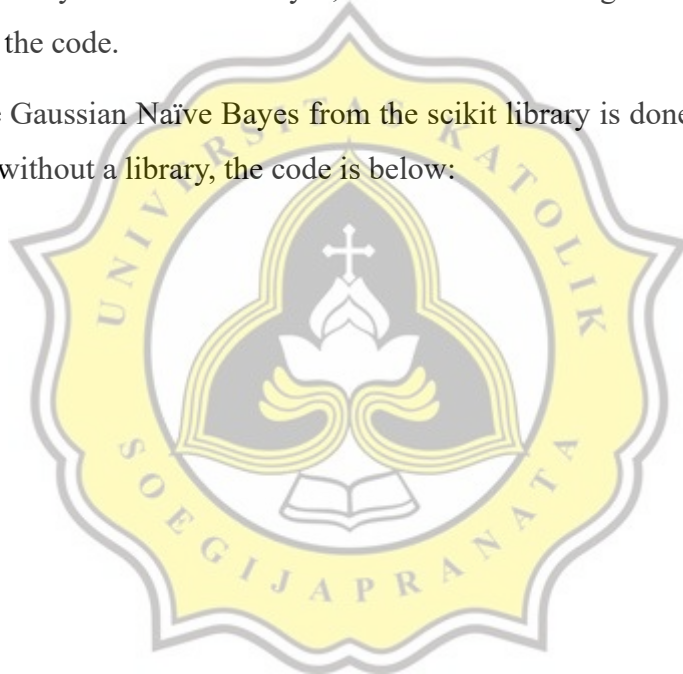 the code.
Gaussian Naïve Bayes from the scikit library is done
without a library, the code is below:
UNIVERSITAS KATOLIK
SOEGIJAPRANATA